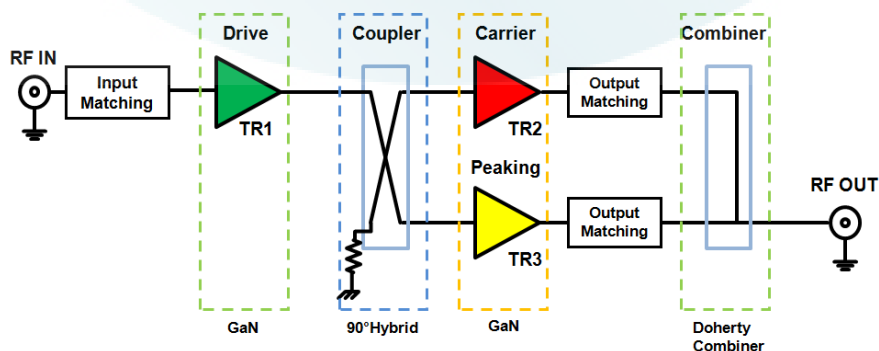 Drive
Coupler
Carrier
Combiner
RF IN
Input
Matching
TR1
TR2
Output
Matching
Peaking
TR3
Output
Matching
RF OUT
GaN
90°Hybrid
GaN
Doherty
Combiner